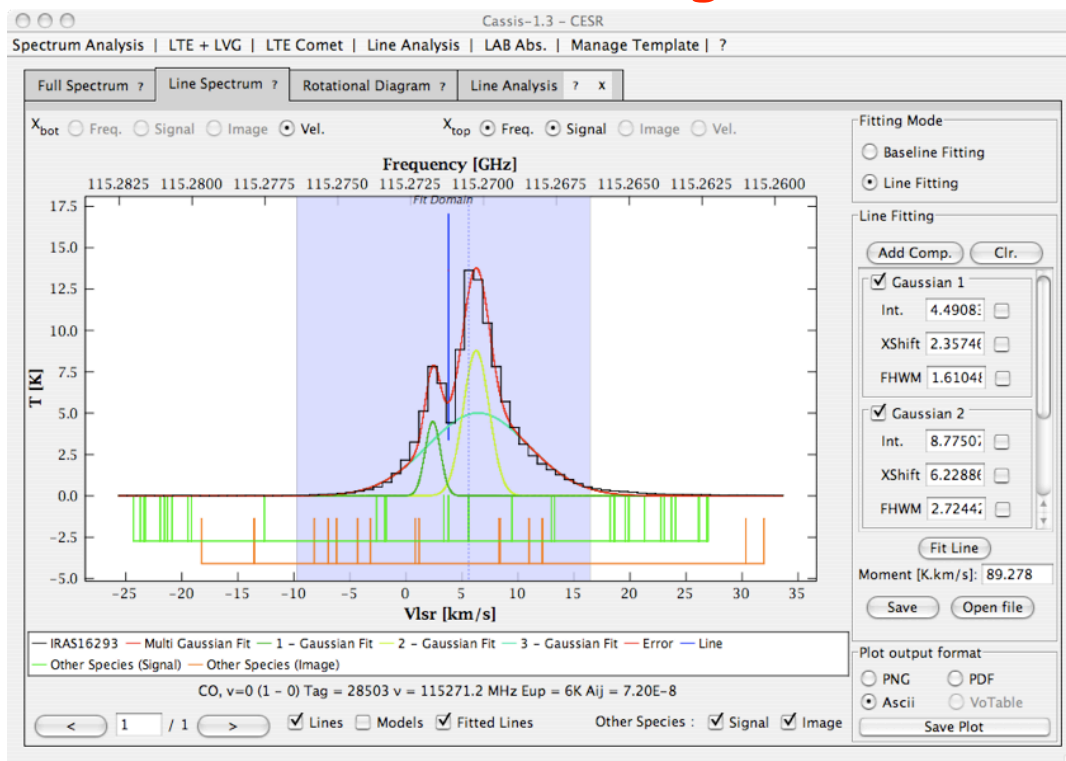 Cassis-1.3 - CESR
Spectrum Analysis | LTE + LVG | LTE Comet | Line Analysis | LAB Abs. | Manage Template | ?
Full Spectrum ? Line Spectrum ? Rotational Diagram ? Line Analysis ? X
Xbot Freq. Signal Image Vel. Xtop Freq. Signal Image Vel.
Frequency [GHz]
115.2825 115.2800 115.2775 115.2750 115.2725 115.2700 115.2675 115.2650 115.2625 115.2600
Fit Domain
17.5
15.0
12.5
10.0
7.5
5.0
2.5
0.0
-2.5
-5.0
T [K]
-25 -20 -15 -10 -5 0 5 10 15 20 25 30 35
Vlsr [km/s]
IRAS16293 Multi Gaussian Fit 1 - Gaussian Fit 2 - Gaussian Fit 3 - Gaussian Fit Error Line
Other Species (Signal) Other Species (Image)
CO, v=0 (1 - 0) Tag = 28503 ν = 115271.2 MHz Eup = 6K Aij = 7.20E-8
< 1 / 1 > Lines Models Fitted Lines Other Species : Signal Image
Fitting Mode
Baseline Fitting
Line Fitting
Line Fitting
Add Comp. Clr.
Gaussian 1
Int. 4.4908
XShift 2.3574
FHWM 1.6104
Gaussian 2
Int. 8.7750
XShift 6.2288
FHWM 2.7244
Fit Line
Moment [K.km/s]: 89.278
Save Open file
Plot output format
PNG PDF
Ascii VoTable
Save Plot